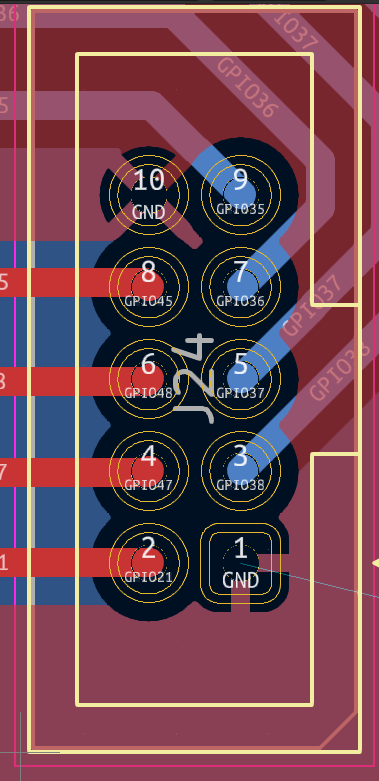 36
IO37
GPIO36
5
10
GND
9
GPIO35
5
8
GPIO45
7
GPIO36
GPIO37
3
6
GPIO48
5
GPIO37
J24
GPIO38
7
4
GPIO47
3
GPIO38
1
2
GPIO21
1
GND